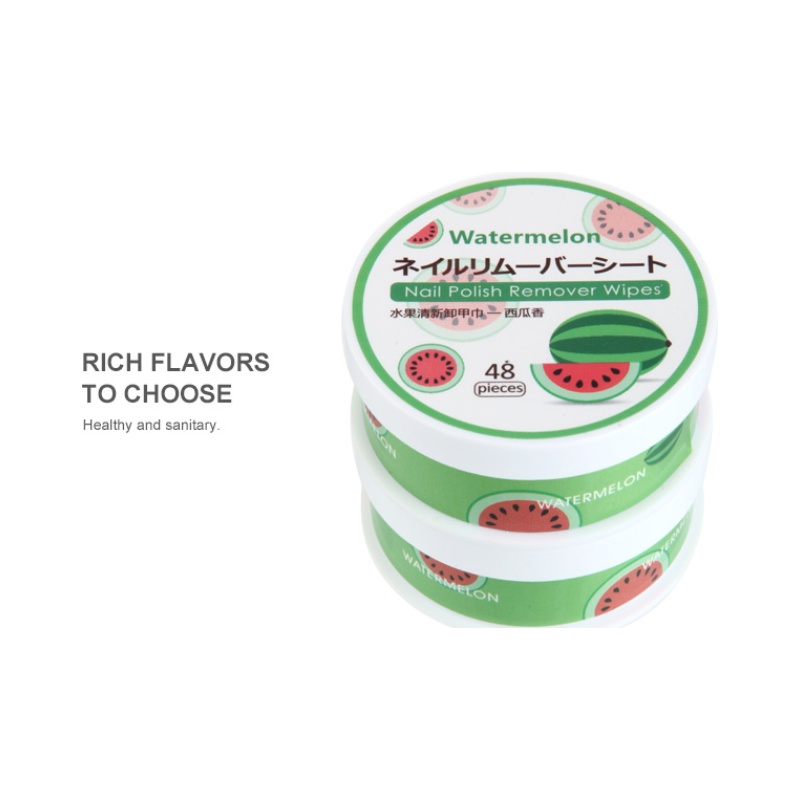 RICH FLAVORS
TO CHOOSE
Healthy and sanitary.
Watermelon
ネイルリムーバーシート
Nail Polish Remover Wipes
水果清新卸甲巾—西瓜香
48
pieces
WATERMELON
WATERMELON